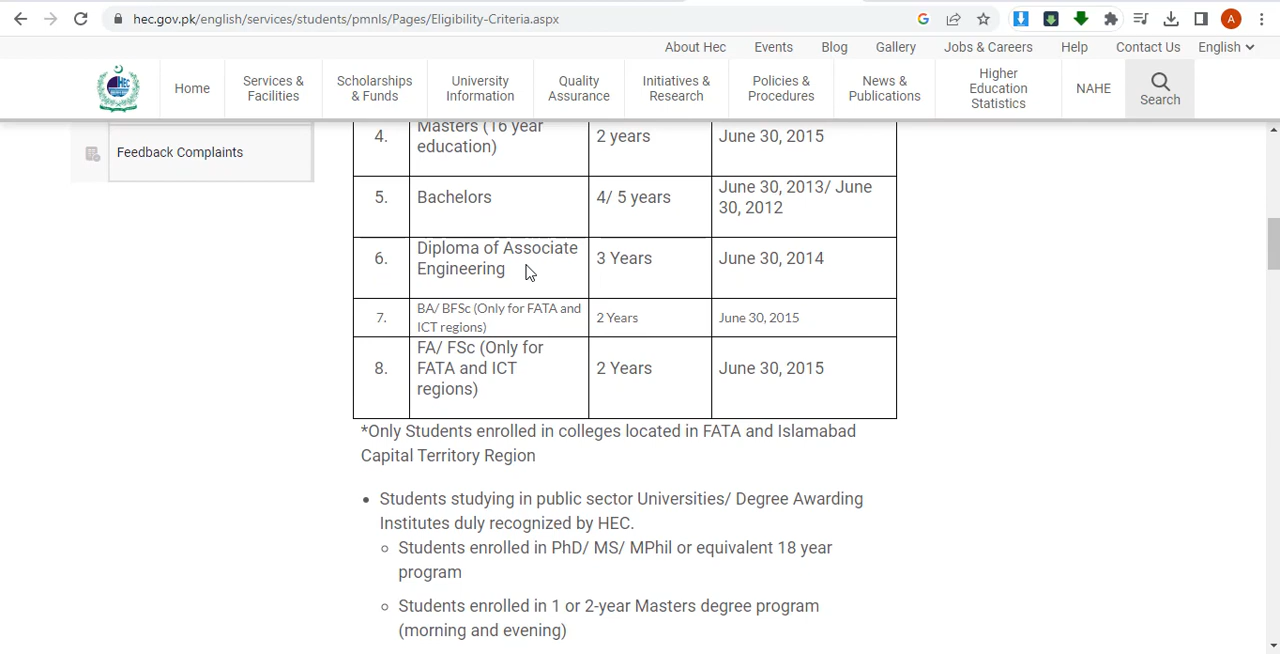 hec.gov.pk/english/services/students/pmnls/Pages/Eligibility-Criteria.aspx
A
About Hec Events Blog Gallery Jobs & Careers Help Contact Us English
HEC
Home
Services &
Facilities
Scholarships
& Funds
University
Information
Quality
Assurance
Initiatives &
Research
Policies &
Procedures
News &
Publications
Higher
Education
Statistics
NAHE
Search
Feedback Complaints
4. Masters (16 year
education) 2 years June 30, 2015
5. Bachelors 4/ 5 years June 30, 2013/ June
30, 2012
6. Diploma of Associate
Engineering 3 Years June 30, 2014
7. BA/ BFSc (Only for FATA and
ICT regions) 2 Years June 30, 2015
8. FA/ FSc (Only for
FATA and ICT
regions) 2 Years June 30, 2015
*Only Students enrolled in colleges located in FATA and Islamabad
Capital Territory Region
• Students studying in public sector Universities/ Degree Awarding
Institutes duly recognized by HEC.
Students enrolled in PhD/ MS/ MPhil or equivalent 18 year
program
Students enrolled in 1 or 2-year Masters degree program
(morning and evening)